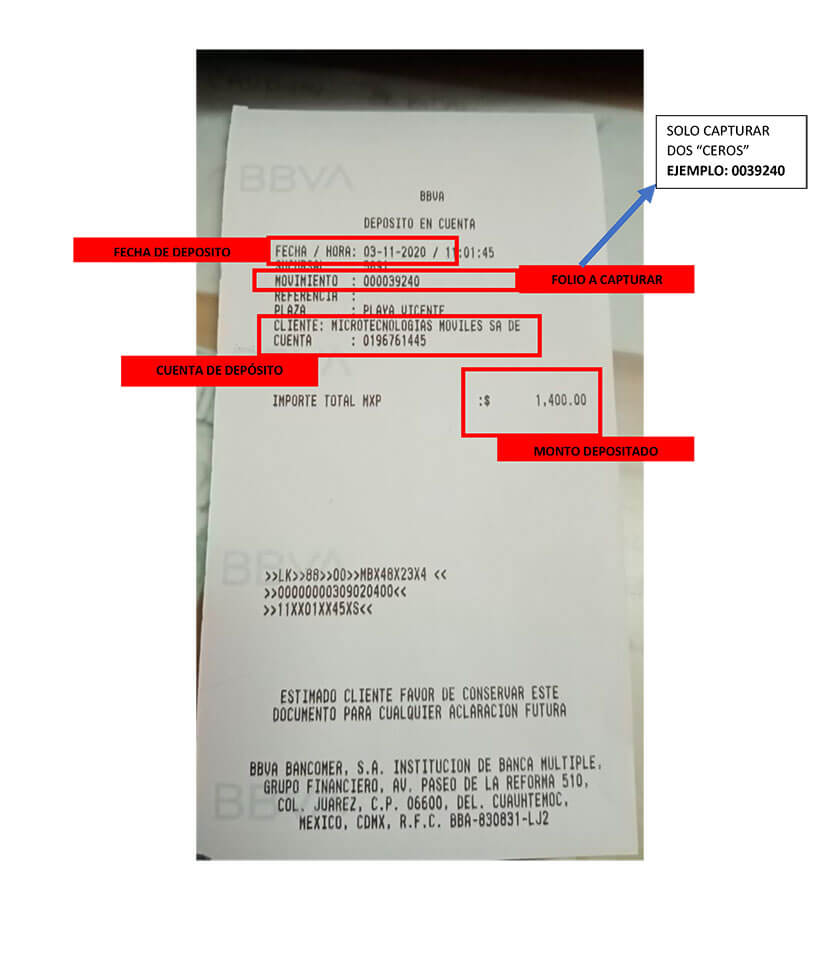 SOLO CAPTURAR
DOS “CEROS”
EJEMPLO: 0039240
BBVA
BBVA
DEPOSITO EN CUENTA
FECHA DE DEPOSITO
FECHA / HORA: 03-11-2020 / 11:01:45
SUCURSAL
MOVIMIENTO : 000039240
FOLIO A CAPTURAR
REFERENCIA :
PLAZA : PLAYA VICENTE
CLIENTE: MICROTECNOLOGIAS MOVILES SA DE
CUENTA : 0196761445
CUENTA DE DEPÓSITO
IMPORTE TOTAL MXP :$ 1,400.00
MONTO DEPOSITADO
BBVA
>>LK>>88>>00>>MBX48X23X4 <<
>>00000000309020400<<
>>11XX01XX45XS<<
ESTIMADO CLIENTE FAVOR DE CONSERVAR ESTE
DOCUMENTO PARA CUALQUIER ACLARACION FUTURA
BBVA BANCOMER, S.A. INSTITUCION DE BANCA MULTIPLE,
GRUPO FINANCIERO, AV. PASEO DE LA REFORMA 510,
COL. JUAREZ, C.P. 06600, DEL. CUAUHTEMOC,
MEXICO, CDMX, R.F.C. BBA-830831-LJ2